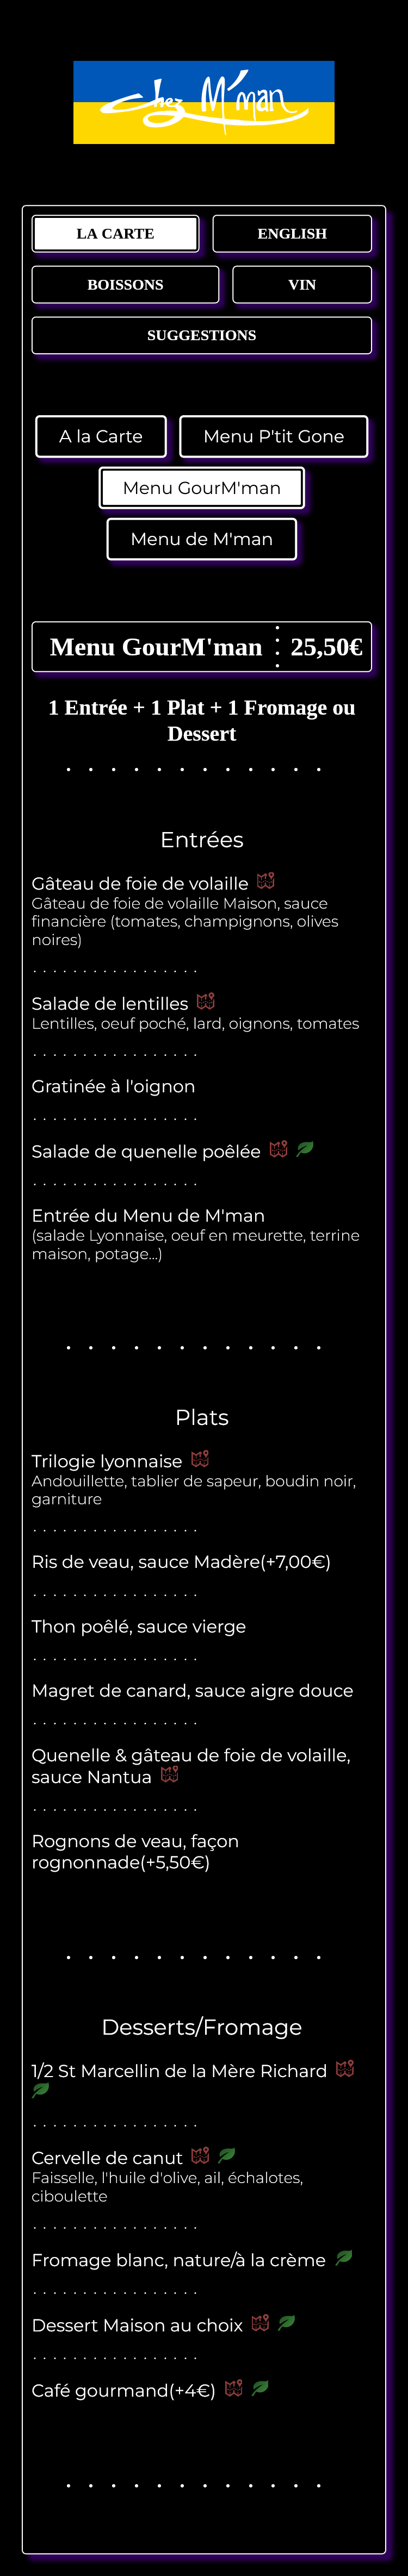 chez M'man
LA CARTE
ENGLISH
BOISSONS
VIN
SUGGESTIONS
A la Carte
Menu P'tit Gone
Menu GourM'man
Menu de M'man
Menu GourM'man
25,50€
1 Entrée + 1 Plat + 1 Fromage ou
Dessert
Entrées
Gâteau de foie de volaille
Gâteau de foie de volaille Maison, sauce
financière (tomates, champignons, olives
noires)
Salade de lentilles
Lentilles, oeuf poché, lard, oignons, tomates
Gratinée à l'oignon
Salade de quenelle poêlée
Entrée du Menu de M'man
(salade Lyonnaise, oeuf en meurette, terrine
maison, potage...)
Plats
Trilogie lyonnaise
Andouillette, tablier de sapeur, boudin noir,
garniture
Ris de veau, sauce Madère(+7,00€)
Thon poêlé, sauce vierge
Magret de canard, sauce aigre douce
Quenelle & gâteau de foie de volaille,
sauce Nantua
Rognons de veau, façon
rognonnade(+5,50€)
Desserts/Fromage
1/2 St Marcellin de la Mère Richard
Cervelle de canut
Faisselle, l'huile d'olive, ail, échalotes,
ciboulette
Fromage blanc, nature/à la crème
Dessert Maison au choix
Café gourmand(+4€)